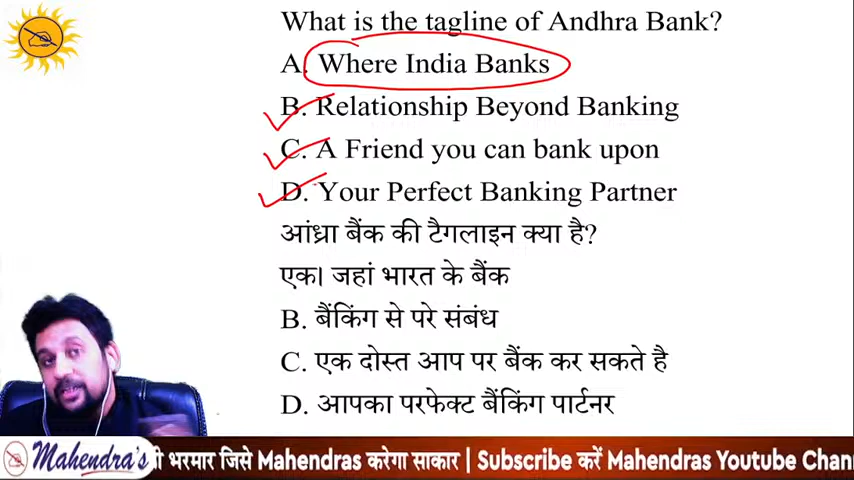 What is the tagline of Andhra Bank?
A. Where India Banks
B. Relationship Beyond Banking
C. A Friend you can bank upon
D. Your Perfect Banking Partner
आंध्रा बैंक की टैगलाइन क्या है?
एक। जहां भारत के बैंक
B. बैंकिंग से परे संबंध
C. एक दोस्त आप पर बैंक कर सकते है
D. आपका परफेक्ट बैंकिंग पार्टनर
Mahendra's
भरमार जिसे Mahendras करेगा साकार | Subscribe करें Mahendras Youtube Chan